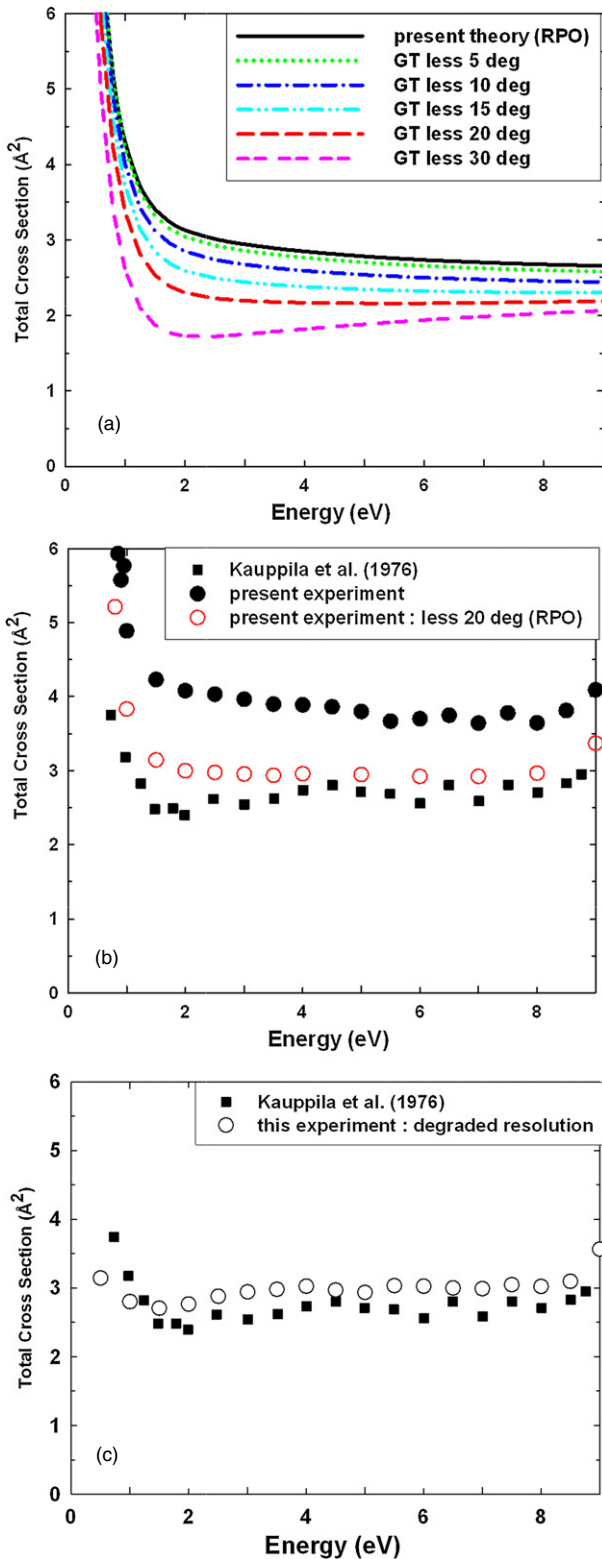 6
5
4
3
2
1
0
Total Cross Section (Å²)
present theory (RPO)
GT less 5 deg
GT less 10 deg
GT less 15 deg
GT less 20 deg
GT less 30 deg
(a)
0 2 4 6 8
Energy (eV)
6
5
4
3
2
1
0
Total Cross Section (Å²)
Kauppila et al. (1976)
present experiment
present experiment : less 20 deg (RPO)
(b)
0 2 4 6 8
Energy (eV)
6
5
4
3
2
1
0
Total Cross Section (Å²)
Kauppila et al. (1976)
this experiment : degraded resolution
(c)
0 2 4 6 8
Energy (eV)